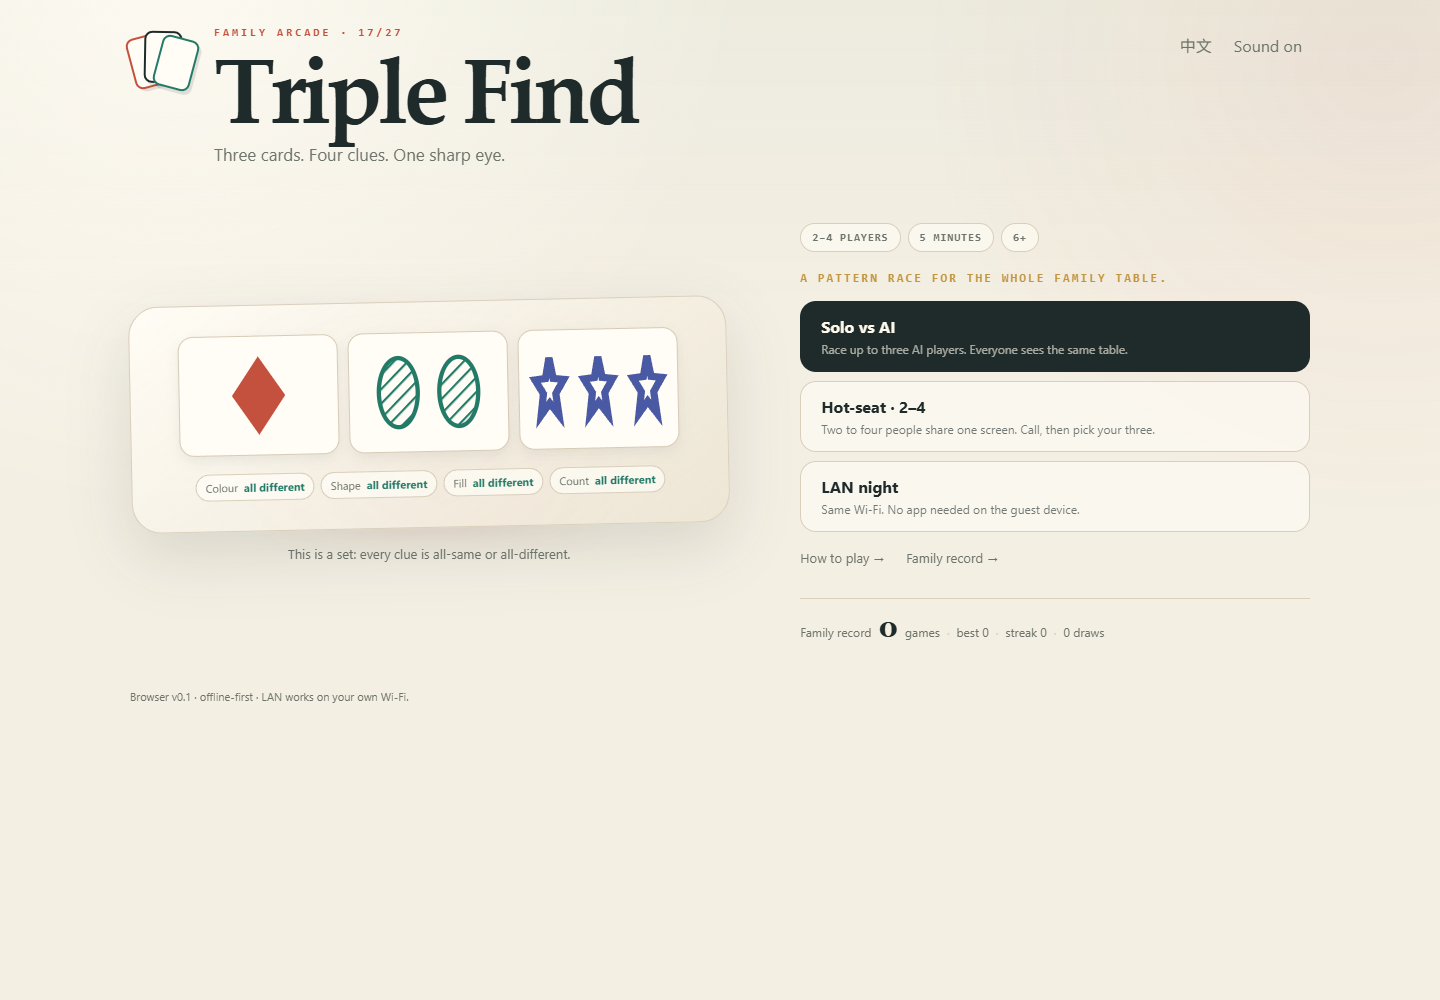 FAMILY ARCADE · 17/27
Triple Find
Three cards. Four clues. One sharp eye.
中文 Sound on
2–4 PLAYERS 5 MINUTES 6+
A PATTERN RACE FOR THE WHOLE FAMILY TABLE.
Solo vs AI
Race up to three AI players. Everyone sees the same table.
Hot-seat · 2–4
Two to four people share one screen. Call, then pick your three.
LAN night
Same Wi-Fi. No app needed on the guest device.
How to play → Family record →
Family record 0 games · best 0 · streak 0 · 0 draws
Colour all different Shape all different Fill all different Count all different
This is a set: every clue is all-same or all-different.
Browser v0.1 · offline-first · LAN works on your own Wi-Fi.